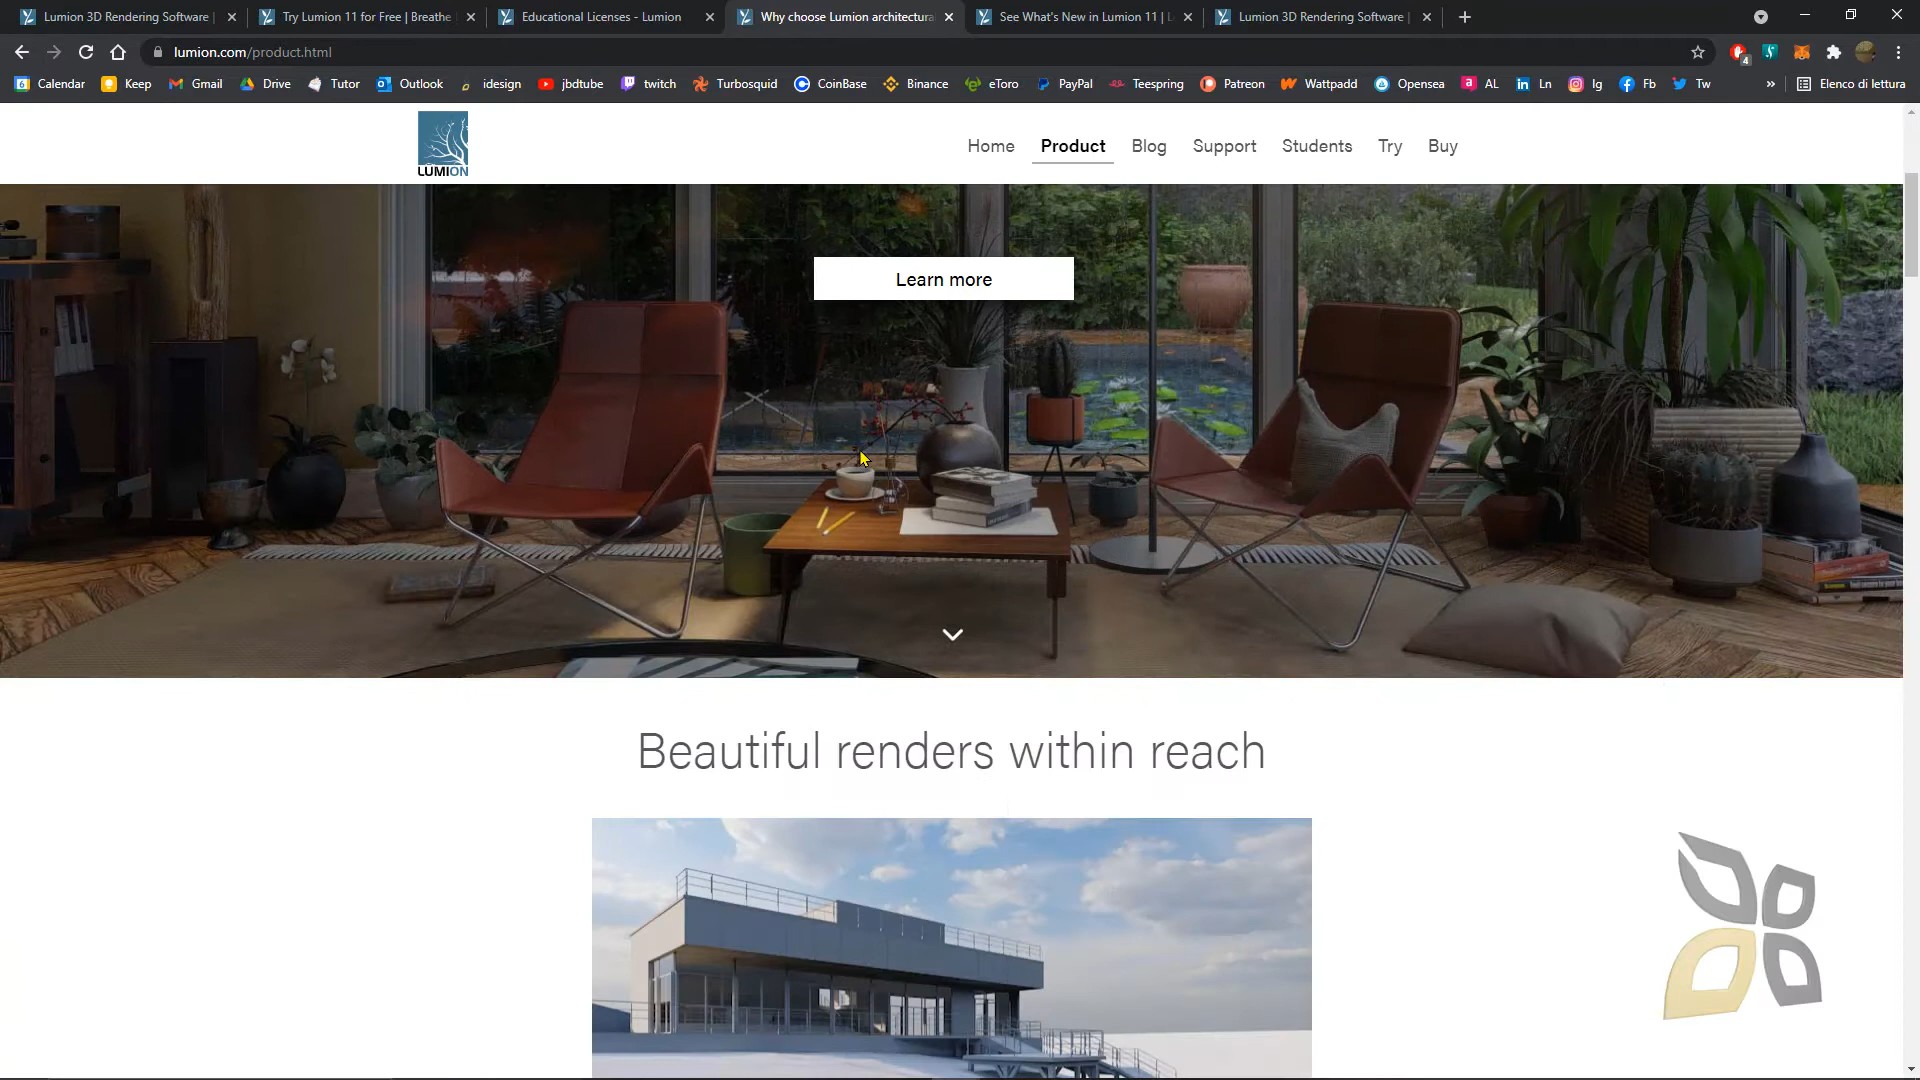 Lumion 3D Rendering Software |
Try Lumion 11 for Free | Breathe
Educational Licenses - Lumion
Why choose Lumion architectura
See What's New in Lumion 11 | L
Lumion 3D Rendering Software |
lumion.com/product.html
4
6 Calendar Keep Gmail Drive Tutor Outlook idesign jbdtube twitch Turbosquid CoinBase Binance eToro PayPal Teespring Patreon Wattpadd Opensea a AL in Ln Ig Fb Tw » Elenco di lettura
LUMION
Home Product Blog Support Students Try Buy
Learn more
Beautiful renders within reach